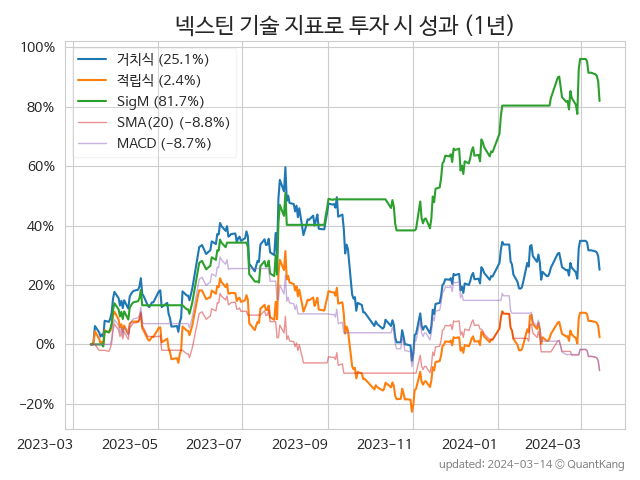 넥스틴 기술 지표로 투자 시 성과 (1년)
100%
80%
60%
40%
20%
0%
−20%
거치식 (25.1%)
적립식 (2.4%)
SigM (81.7%)
SMA(20) (−8.8%)
MACD (−8.7%)
2023-03
2023-05
2023-07
2023-09
2023-11
2024-01
2024-03
updated: 2024-03-14 © QuantKang